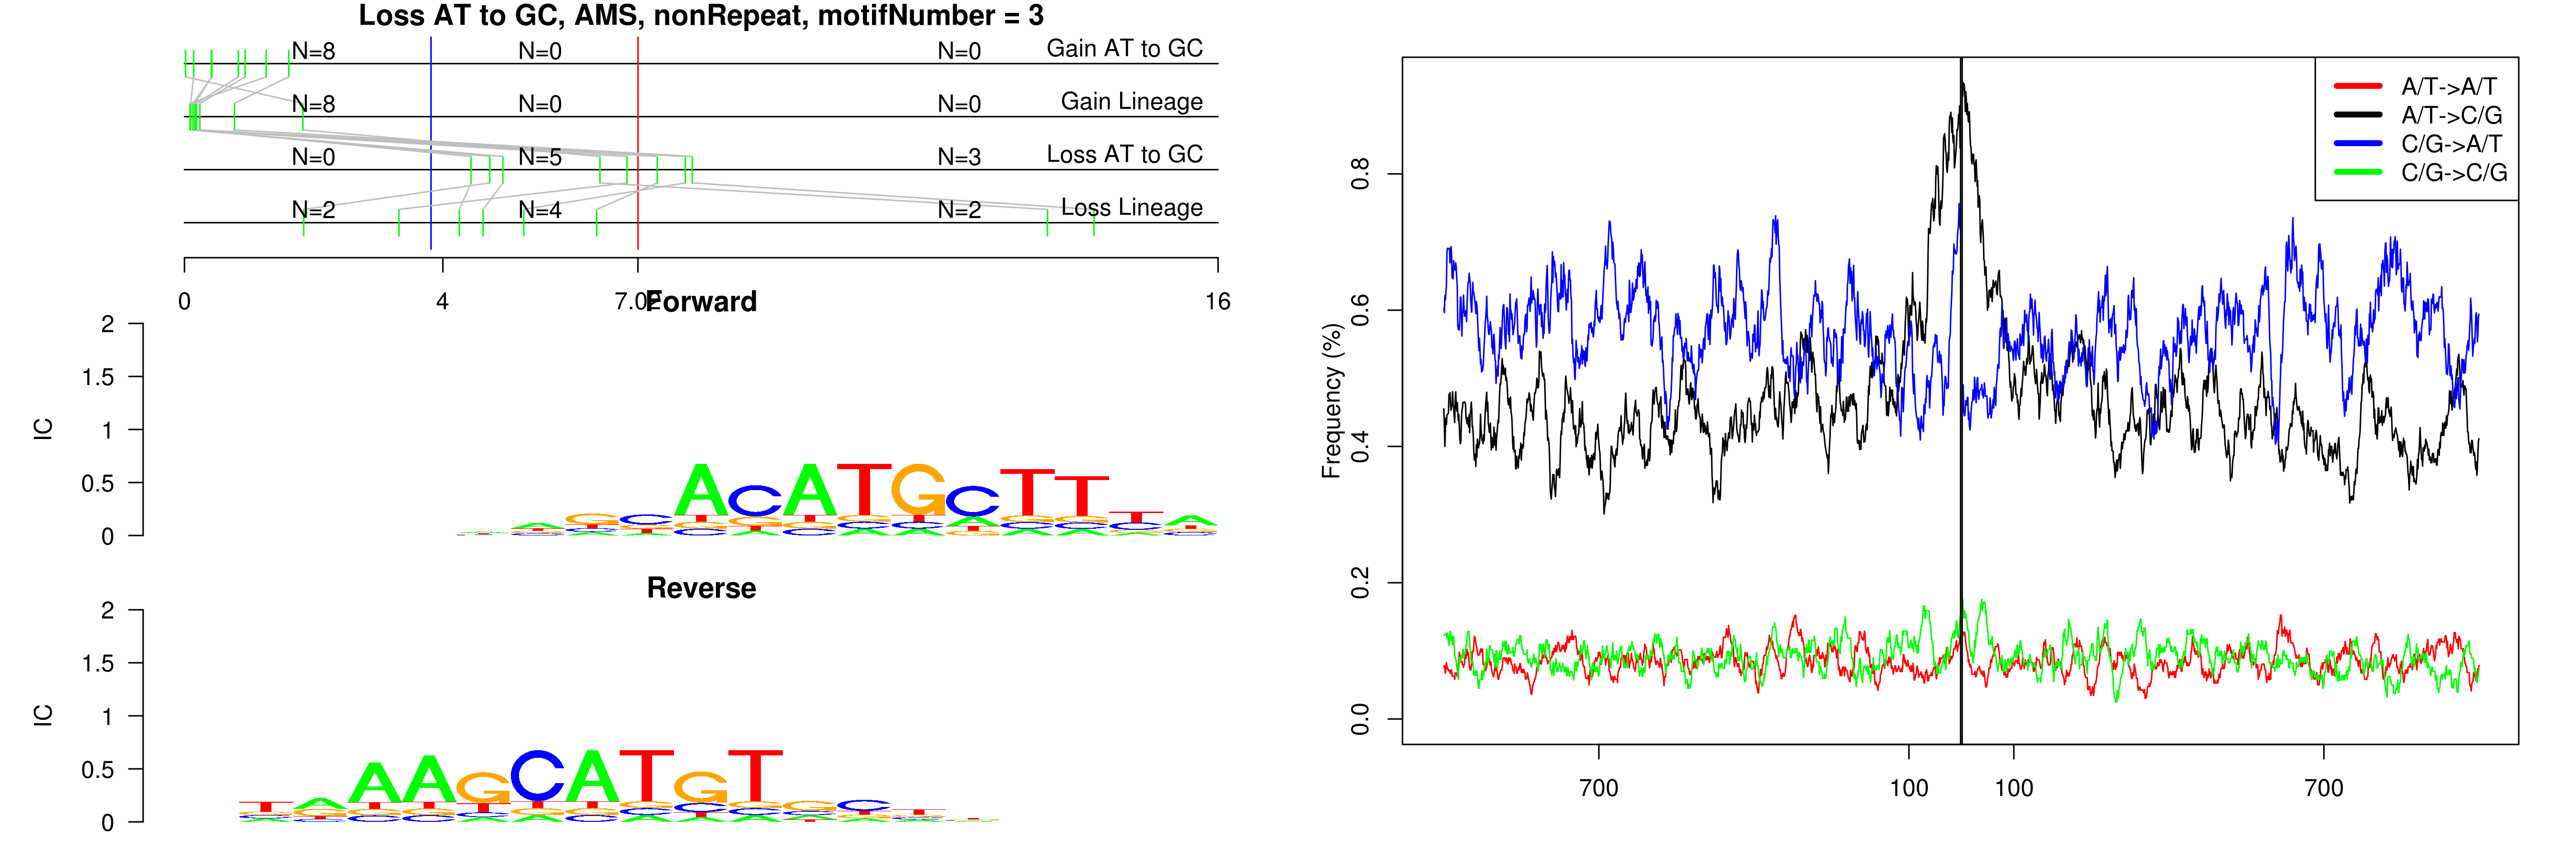 Loss AT to GC, AMS, nonRepeat, motifNumber = 3
N=8 N=0 N=0 Gain AT to GC
N=8 N=0 N=0 Gain Lineage
N=0 N=5 N=3 Loss AT to GC
N=2 N=4 N=2 Loss Lineage
0 4 7.02 16
Forward
2
1.5
1
0.5
0
IC
ACATGCTT
Reverse
2
1.5
1
0.5
0
IC
AAGCATGT
A/T->A/T
A/T->C/G
C/G->A/T
C/G->C/G
Frequency (%)
0.8
0.6
0.4
0.2
0.0
700 100 100 700